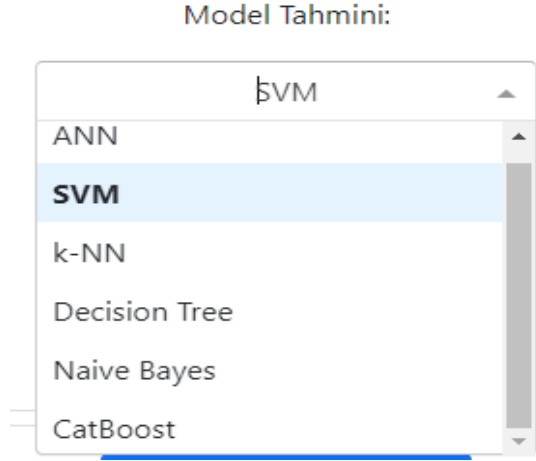 Model Tahmini:
SVM
ANN
SVM
k-NN
Decision Tree
Naive Bayes
CatBoost